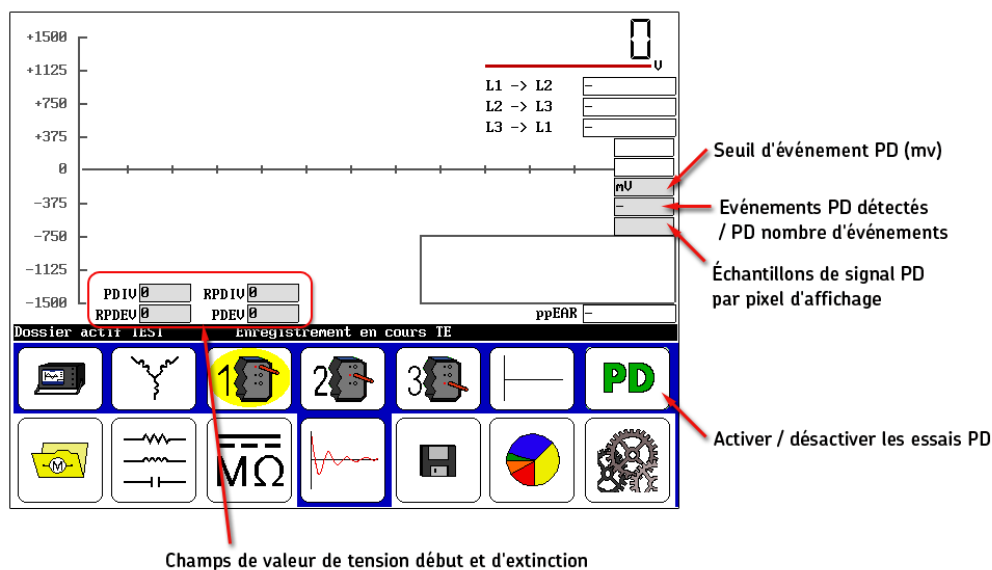 +1500
0
V
+1125
L1 -> L2 -
+750
L2 -> L3 -
L3 -> L1 -
+375
Seuil d'événement PD (mv)
0
mV
-375
-
Evénements PD détectés
/ PD nombre d'événements
-750
Échantillons de signal PD
par pixel d'affichage
-1125
PDIV 0 RPDIV 0
-1500
RPDEV 0 PDEV 0
ppEAR -
Dossier actif TEST Enregistrement en cours TE
1
2
3
PD
Activer / désactiver les essais PD
M
MΩ
Champs de valeur de tension début et d'extinction